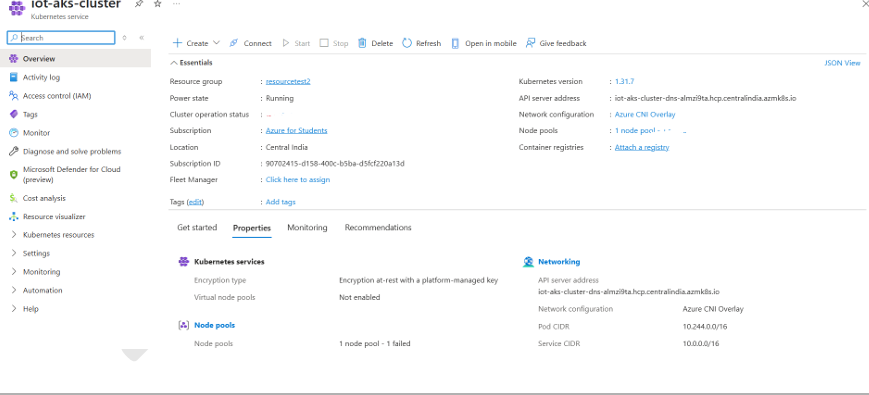 iot-aks-cluster
Kubernetes service
Search
Create Connect Start Stop Delete Refresh Open in mobile Give feedback
Overview
Activity log
Access control (IAM)
Tags
Monitor
Diagnose and solve problems
Microsoft Defender for Cloud
(preview)
Cost analysis
Resource visualizer
Kubernetes resources
Settings
Monitoring
Automation
Help
Essentials
JSON View
Resource group : resourcetest2
Power state : Running
Cluster operation status :
Subscription : Azure for Students
Location : Central India
Subscription ID : 90702415-d158-400c-b5ba-d5fcf220a13d
Fleet Manager : Click here to assign
Tags (edit) : Add tags
Kubernetes version : 1.31.7
API server address : iot-aks-cluster-dns-almzi9ta.hcp.centralindia.azmk8s.io
Network configuration : Azure CNI Overlay
Node pools : 1 node pool
Container registries : Attach a registry
Get started Properties Monitoring Recommendations
Kubernetes services
Encryption type Encryption at-rest with a platform-managed key
Virtual node pools Not enabled
Node pools
Node pools 1 node pool - 1 failed
Networking
API server address
iot-aks-cluster-dns-almzi9ta.hcp.centralindia.azmk8s.io
Network configuration Azure CNI Overlay
Pod CIDR 10.244.0.0/16
Service CIDR 10.0.0.0/16